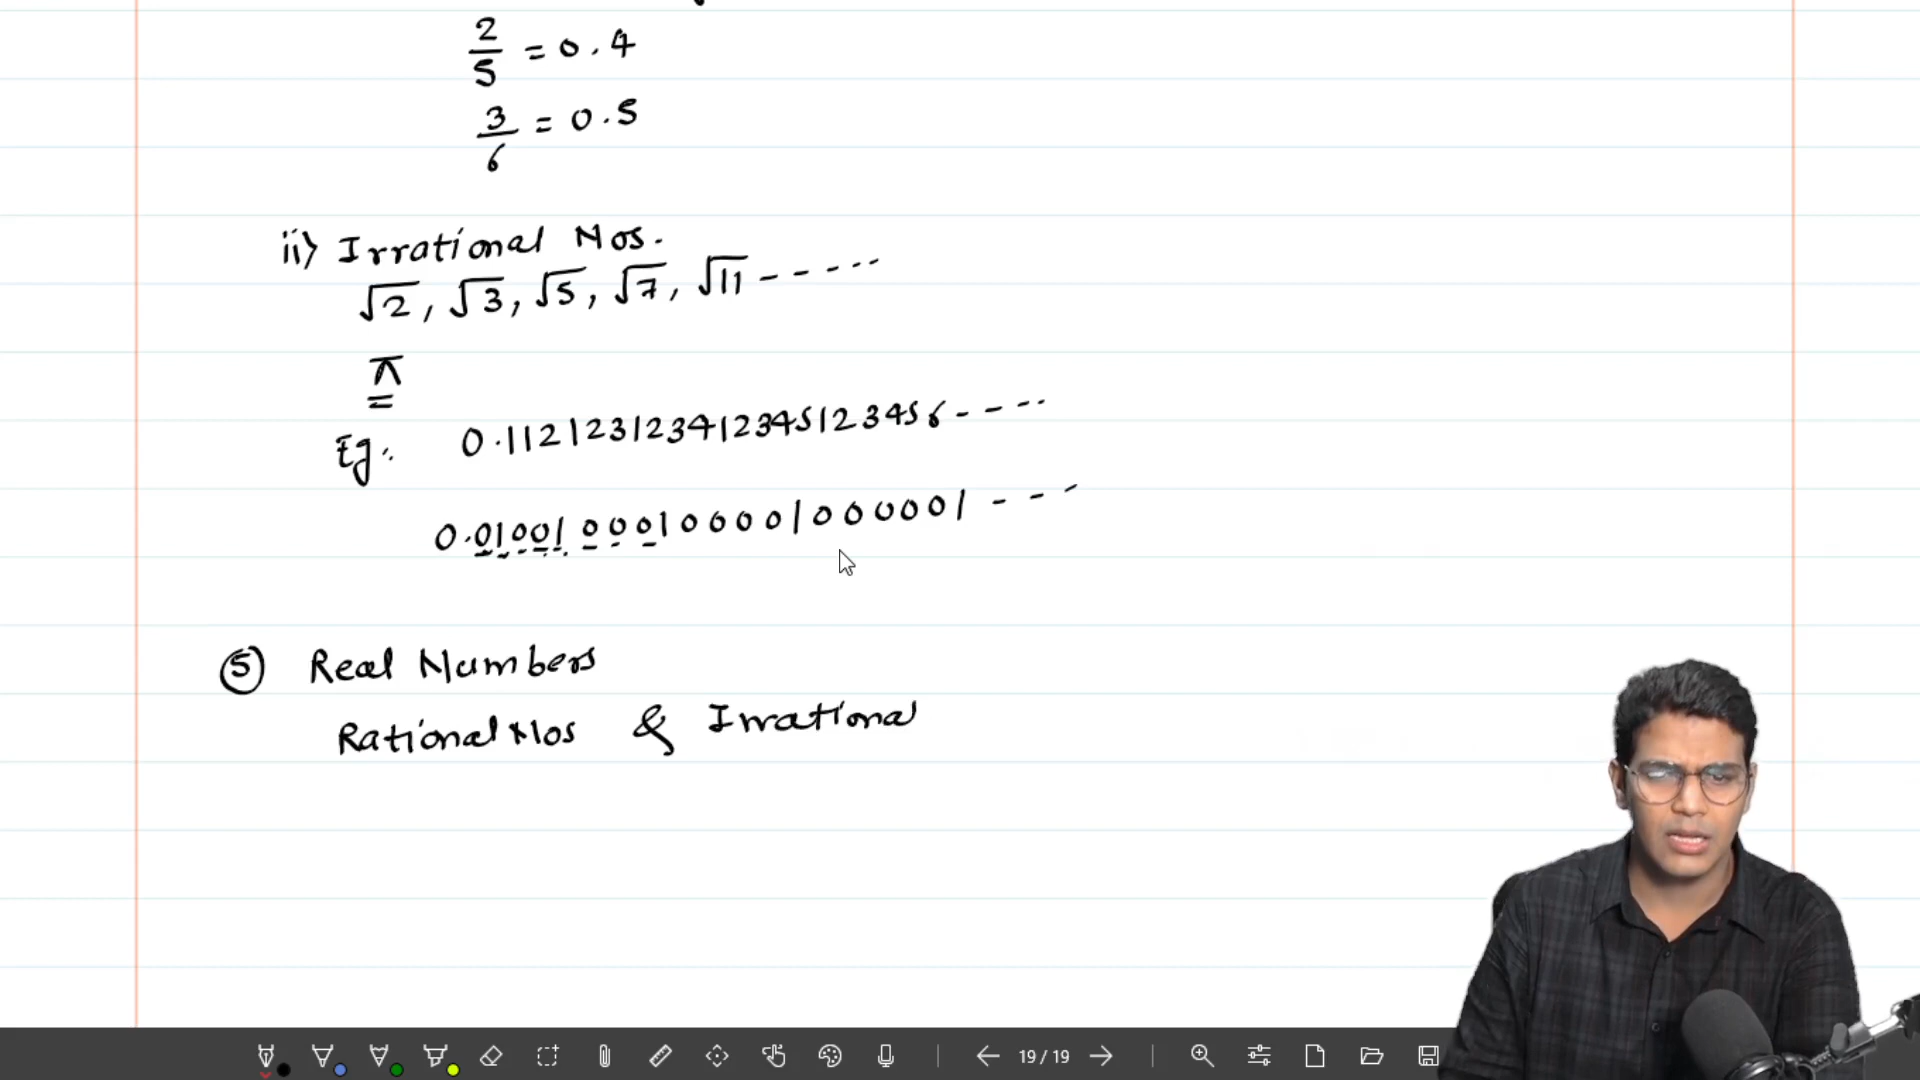 2/5 = 0.4
3/6 = 0.5
ii) Irrational Nos.
√2, √3, √5, √7, √11 - - - - -
π
Eg:. 0.112123123412345123456 - - - -
0.01001000100001000001 - - -
⑤ Real Numbers
Rational Nos & Irrational
19 / 19